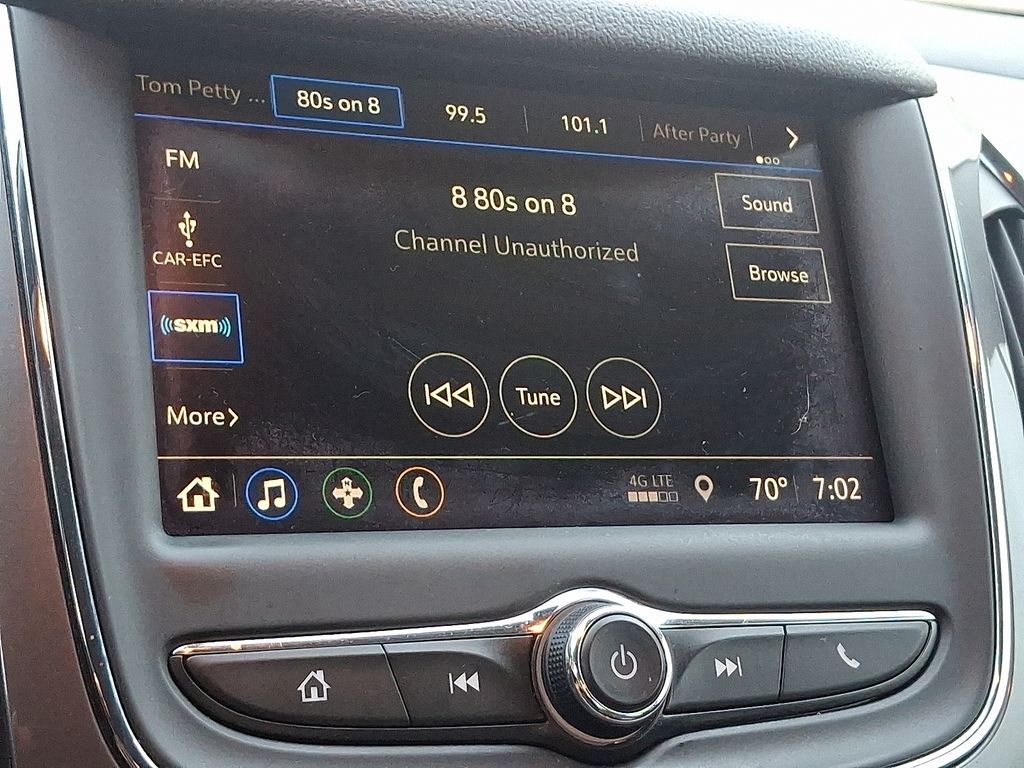 Tom Petty ...
80s on 8
99.5
101.1
After Party
FM
8 80s on 8
Sound
Channel Unauthorized
CAR-EFC
Browse
sxm
Tune
More
4G LTE
70°
7:02